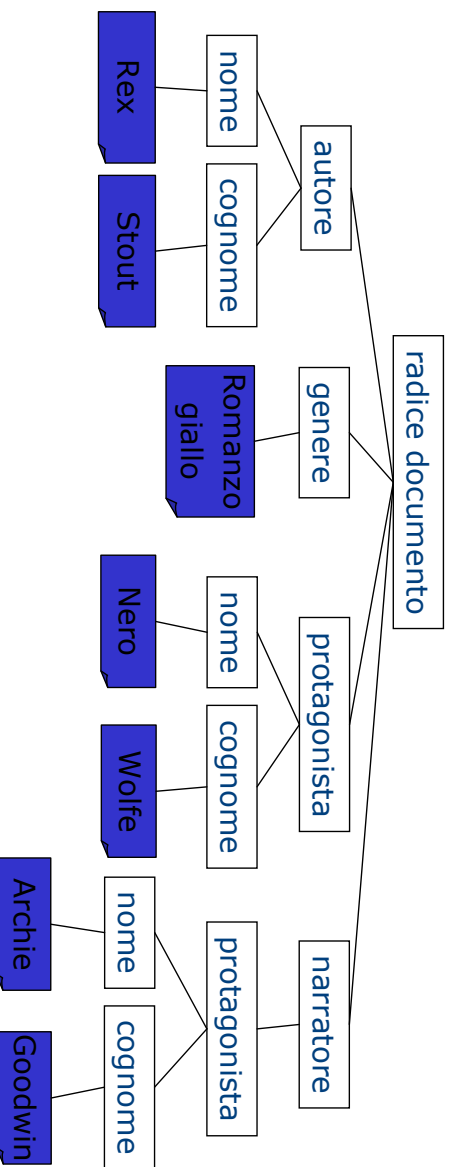 radice documento
autore
genere
protagonista
narratore
nome
cognome
Romanzo
giallo
nome
cognome
protagonista
Rex
Stout
Nero
Wolfe
nome
cognome
Archie
Goodwin